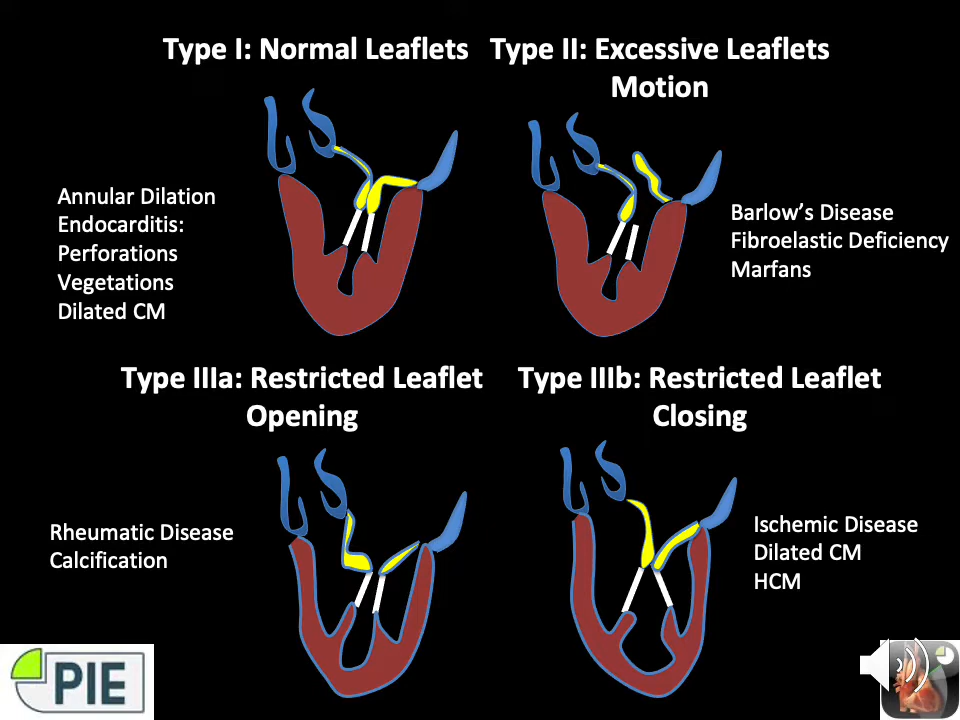 Type I: Normal Leaflets
Type II: Excessive Leaflets
Motion
Annular Dilation
Endocarditis:
Perforations
Vegetations
Dilated CM
Barlow’s Disease
Fibroelastic Deficiency
Marfans
Type IIIa: Restricted Leaflet
Opening
Type IIIb: Restricted Leaflet
Closing
Rheumatic Disease
Calcification
Ischemic Disease
Dilated CM
HCM
PIE